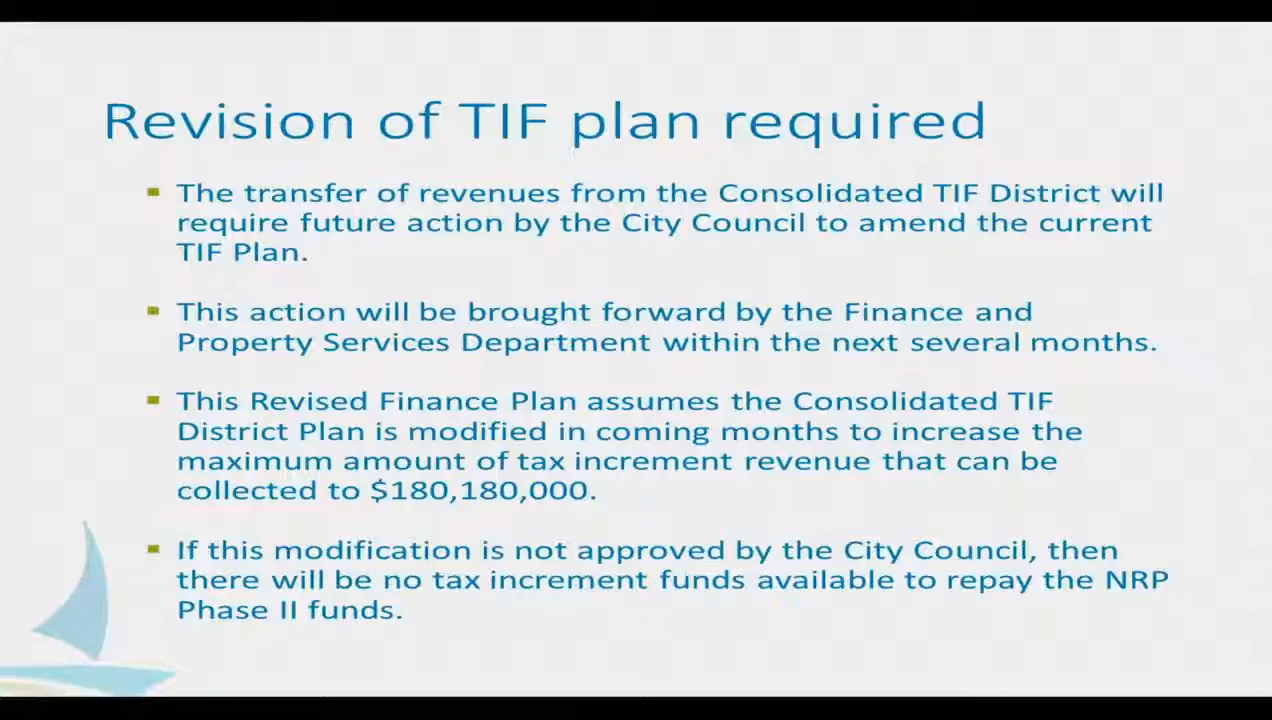 Revision of TIF plan required
The transfer of revenues from the Consolidated TIF District will
require future action by the City Council to amend the current
TIF Plan.
This action will be brought forward by the Finance and
Property Services Department within the next several months.
This Revised Finance Plan assumes the Consolidated TIF
District Plan is modified in coming months to increase the
maximum amount of tax increment revenue that can be
collected to $180,180,000.
If this modification is not approved by the City Council, then
there will be no tax increment funds available to repay the NRP
Phase II funds.